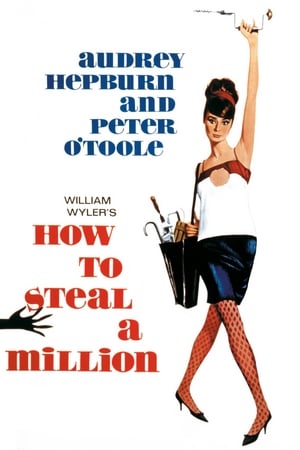 AUDREY
HEPBURN
AND
PETER
O'TOOLE
WILLIAM
WYLER'S
HOW
TO
STEAL
A
MILLION